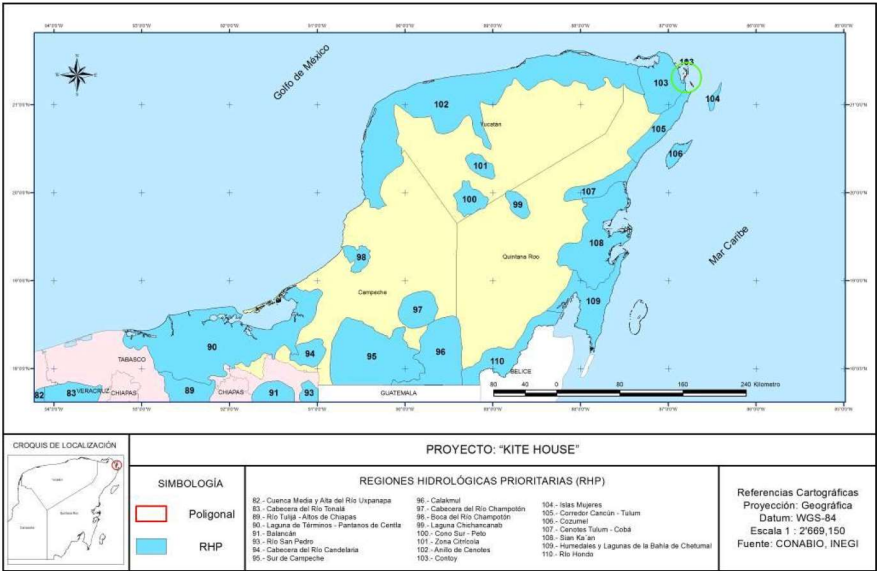 Golfo de México
103
103
102
104
Yucatán
105
101
106
107
100
99
108
Quintana Roo
Mar Caribe
98
Campeche
97
109
90
94
95
96
110
TABASCO
BELICE
80 40 0 80 160 240 Kilometro
82
83
VERACRUZ
CHIAPAS
89
CHIAPAS
91
93
GUATEMALA
CROQUIS DE LOCALIZACIÓN
PROYECTO: “KITE HOUSE”
SIMBOLOGÍA
Poligonal
RHP
REGIONES HIDROLÓGICAS PRIORITARIAS (RHP)
82.- Cuenca Media y Alta del Río Uxpanapa
83.- Cabecera del Río Tonalá
89.- Río Tulijá - Altos de Chiapas
90.- Laguna de Términos - Pantanos de Centla
91.- Balancán
93.- Río San Pedro
94.- Cabecera del Río Candelaria
95.- Sur de Campeche
96.- Calakmul
97.- Cabecera del Río Champotón
98.- Boca del Río Champotón
99.- Laguna Chichancanab
100.- Cono Sur - Peto
101.- Zona Citrícola
102.- Anillo de Cenotes
103.- Contoy
104.- Islas Mujeres
105.- Corredor Cancún - Tulum
106.- Cozumel
107.- Cenotes Tulum - Cobá
108.- Sian Ka´an
109.- Humedales y Lagunas de la Bahía de Chetumal
110.- Río Hondo
Referencias Cartográficas
Proyección: Geográfica
Datum: WGS-84
Escala 1 : 2'669,150
Fuente: CONABIO, INEGI